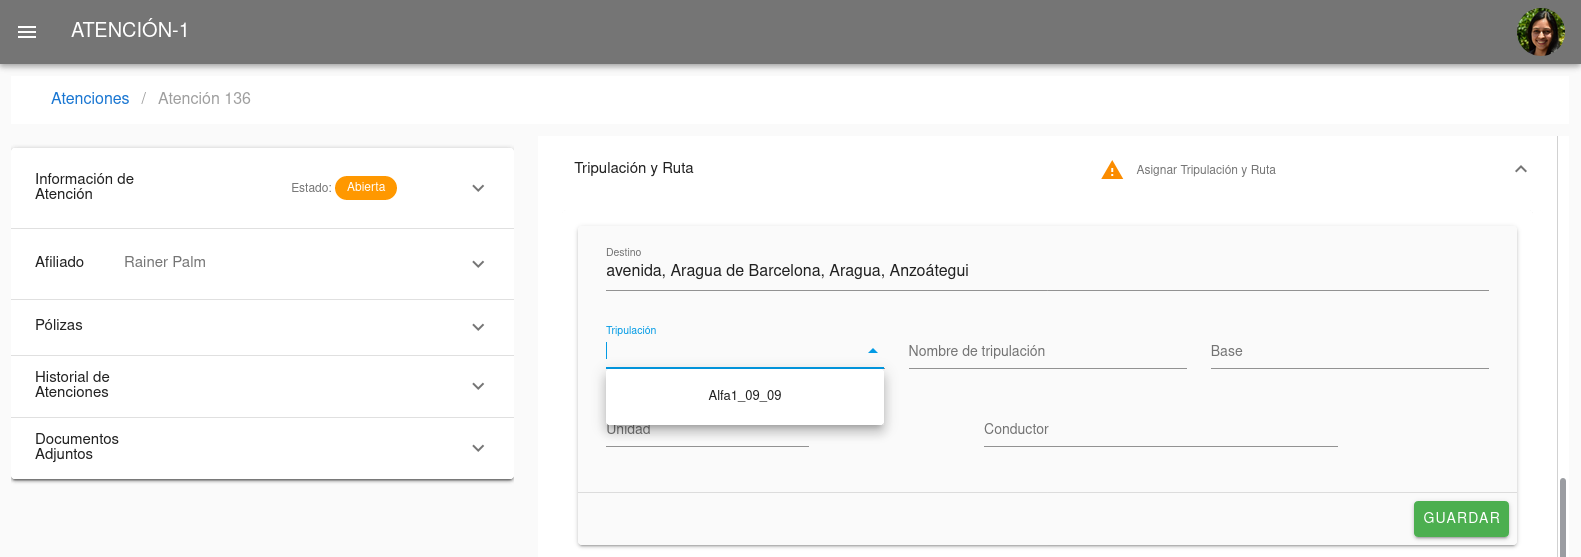 ATENCIÓN-1
Atenciones / Atención 136
Información de
Atención
Estado: Abierta
Afiliado Rainer Palm
Pólizas
Historial de
Atenciones
Documentos
Adjuntos
Tripulación y Ruta
Asignar Tripulación y Ruta
Destino
avenida, Aragua de Barcelona, Aragua, Anzoátegui
Tripulación
Nombre de tripulación
Base
Alfa1_09_09
Unidad
Conductor
GUARDAR